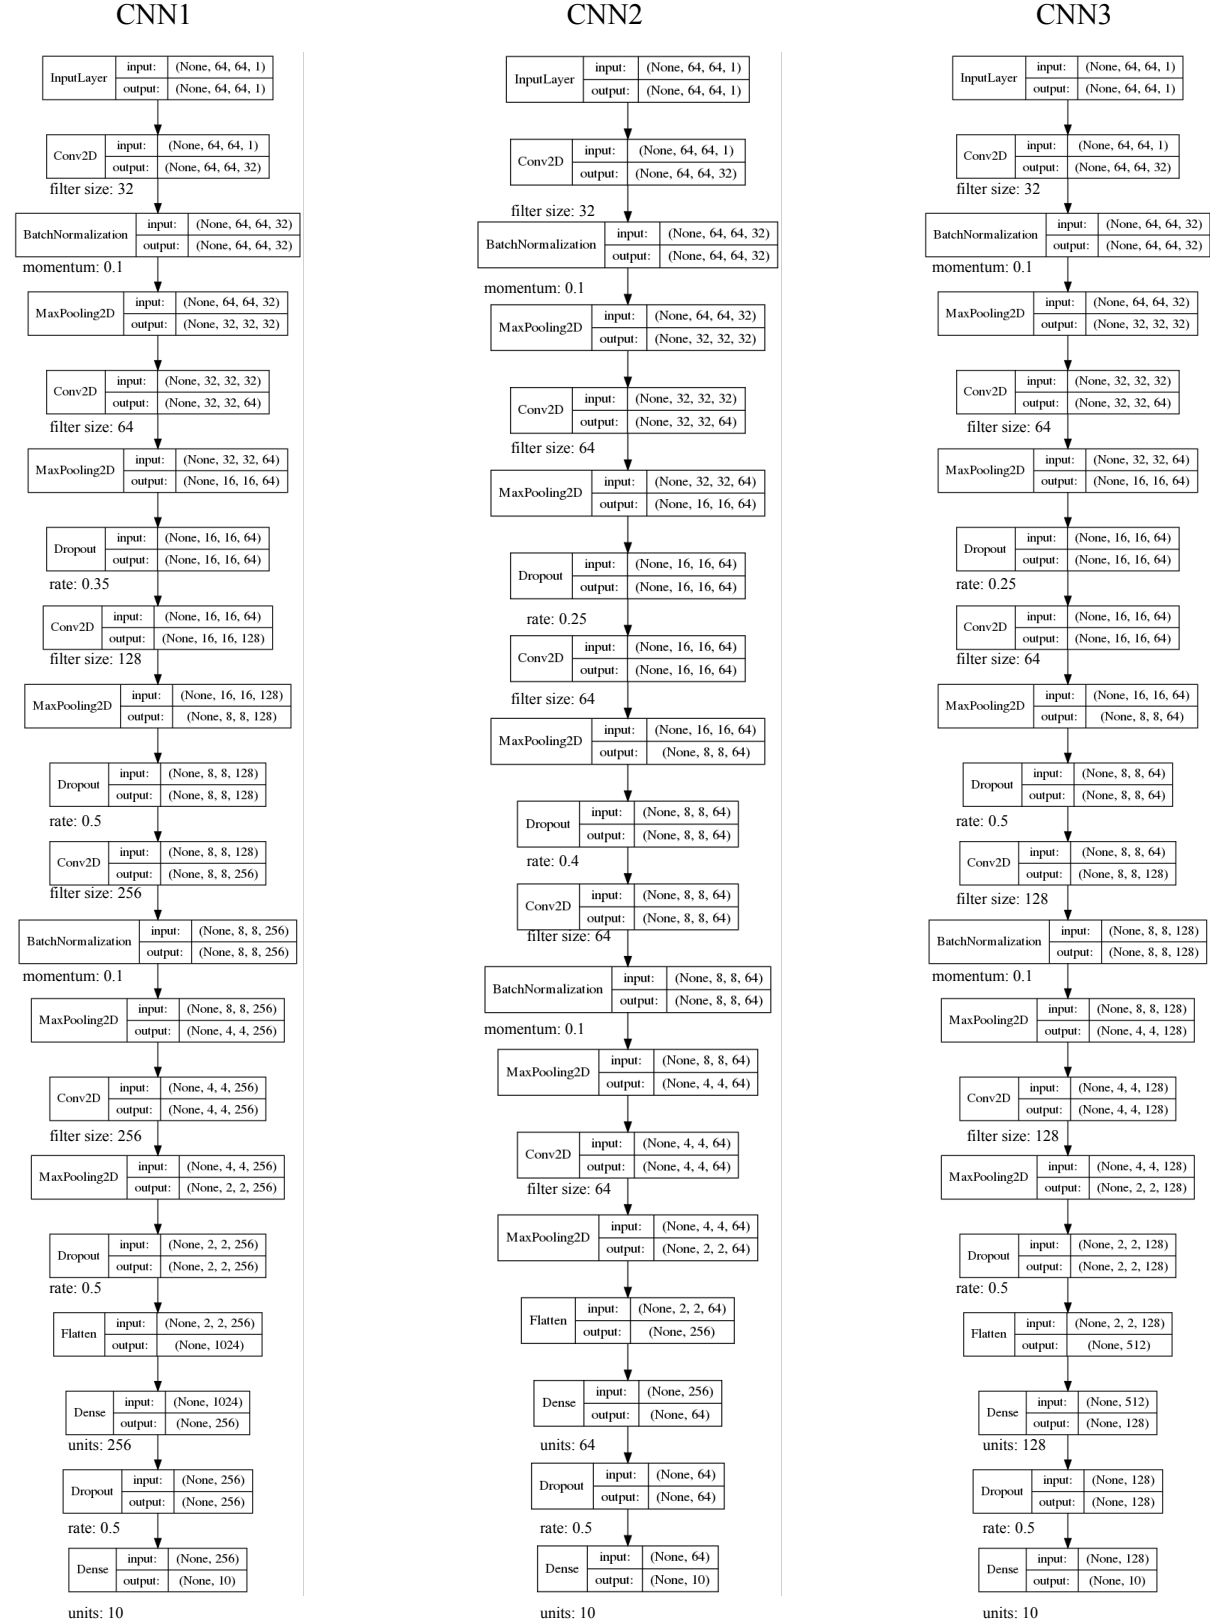 CNN1
InputLayer
input: (None, 64, 64, 1)
output: (None, 64, 64, 1)
Conv2D
input: (None, 64, 64, 1)
output: (None, 64, 64, 32)
filter size: 32
BatchNormalization
input: (None, 64, 64, 32)
output: (None, 64, 64, 32)
momentum: 0.1
MaxPooling2D
input: (None, 64, 64, 32)
output: (None, 32, 32, 32)
Conv2D
input: (None, 32, 32, 32)
output: (None, 32, 32, 64)
filter size: 64
MaxPooling2D
input: (None, 32, 32, 64)
output: (None, 16, 16, 64)
Dropout
input: (None, 16, 16, 64)
output: (None, 16, 16, 64)
rate: 0.35
Conv2D
input: (None, 16, 16, 64)
output: (None, 16, 16, 128)
filter size: 128
MaxPooling2D
input: (None, 16, 16, 128)
output: (None, 8, 8, 128)
Dropout
input: (None, 8, 8, 128)
output: (None, 8, 8, 128)
rate: 0.5
Conv2D
input: (None, 8, 8, 128)
output: (None, 8, 8, 256)
filter size: 256
BatchNormalization
input: (None, 8, 8, 256)
output: (None, 8, 8, 256)
momentum: 0.1
MaxPooling2D
input: (None, 8, 8, 256)
output: (None, 4, 4, 256)
Conv2D
input: (None, 4, 4, 256)
output: (None, 4, 4, 256)
filter size: 256
MaxPooling2D
input: (None, 4, 4, 256)
output: (None, 2, 2, 256)
Dropout
input: (None, 2, 2, 256)
output: (None, 2, 2, 256)
rate: 0.5
Flatten
input: (None, 2, 2, 256)
output: (None, 1024)
Dense
input: (None, 1024)
output: (None, 256)
units: 256
Dropout
input: (None, 256)
output: (None, 256)
rate: 0.5
Dense
input: (None, 256)
output: (None, 10)
units: 10
CNN2
InputLayer
input: (None, 64, 64, 1)
output: (None, 64, 64, 1)
Conv2D
input: (None, 64, 64, 1)
output: (None, 64, 64, 32)
filter size: 32
BatchNormalization
input: (None, 64, 64, 32)
output: (None, 64, 64, 32)
momentum: 0.1
MaxPooling2D
input: (None, 64, 64, 32)
output: (None, 32, 32, 32)
Conv2D
input: (None, 32, 32, 32)
output: (None, 32, 32, 64)
filter size: 64
MaxPooling2D
input: (None, 32, 32, 64)
output: (None, 16, 16, 64)
Dropout
input: (None, 16, 16, 64)
output: (None, 16, 16, 64)
rate: 0.25
Conv2D
input: (None, 16, 16, 64)
output: (None, 16, 16, 64)
filter size: 64
MaxPooling2D
input: (None, 16, 16, 64)
output: (None, 8, 8, 64)
Dropout
input: (None, 8, 8, 64)
output: (None, 8, 8, 64)
rate: 0.4
Conv2D
input: (None, 8, 8, 64)
output: (None, 8, 8, 64)
filter size: 64
BatchNormalization
input: (None, 8, 8, 64)
output: (None, 8, 8, 64)
momentum: 0.1
MaxPooling2D
input: (None, 8, 8, 64)
output: (None, 4, 4, 64)
Conv2D
input: (None, 4, 4, 64)
output: (None, 4, 4, 64)
filter size: 64
MaxPooling2D
input: (None, 4, 4, 64)
output: (None, 2, 2, 64)
Flatten
input: (None, 2, 2, 64)
output: (None, 256)
Dense
input: (None, 256)
output: (None, 64)
units: 64
Dropout
input: (None, 64)
output: (None, 64)
rate: 0.5
Dense
input: (None, 64)
output: (None, 10)
units: 10
CNN3
InputLayer
input: (None, 64, 64, 1)
output: (None, 64, 64, 1)
Conv2D
input: (None, 64, 64, 1)
output: (None, 64, 64, 32)
filter size: 32
BatchNormalization
input: (None, 64, 64, 32)
output: (None, 64, 64, 32)
momentum: 0.1
MaxPooling2D
input: (None, 64, 64, 32)
output: (None, 32, 32, 32)
Conv2D
input: (None, 32, 32, 32)
output: (None, 32, 32, 64)
filter size: 64
MaxPooling2D
input: (None, 32, 32, 64)
output: (None, 16, 16, 64)
Dropout
input: (None, 16, 16, 64)
output: (None, 16, 16, 64)
rate: 0.25
Conv2D
input: (None, 16, 16, 64)
output: (None, 16, 16, 64)
filter size: 64
MaxPooling2D
input: (None, 16, 16, 64)
output: (None, 8, 8, 64)
Dropout
input: (None, 8, 8, 64)
output: (None, 8, 8, 64)
rate: 0.5
Conv2D
input: (None, 8, 8, 64)
output: (None, 8, 8, 128)
filter size: 128
BatchNormalization
input: (None, 8, 8, 128)
output: (None, 8, 8, 128)
momentum: 0.1
MaxPooling2D
input: (None, 8, 8, 128)
output: (None, 4, 4, 128)
Conv2D
input: (None, 4, 4, 128)
output: (None, 4, 4, 128)
filter size: 128
MaxPooling2D
input: (None, 4, 4, 128)
output: (None, 2, 2, 128)
Dropout
input: (None, 2, 2, 128)
output: (None, 2, 2, 128)
rate: 0.5
Flatten
input: (None, 2, 2, 128)
output: (None, 512)
Dense
input: (None, 512)
output: (None, 128)
units: 128
Dropout
input: (None, 128)
output: (None, 128)
rate: 0.5
Dense
input: (None, 128)
output: (None, 10)
units: 10